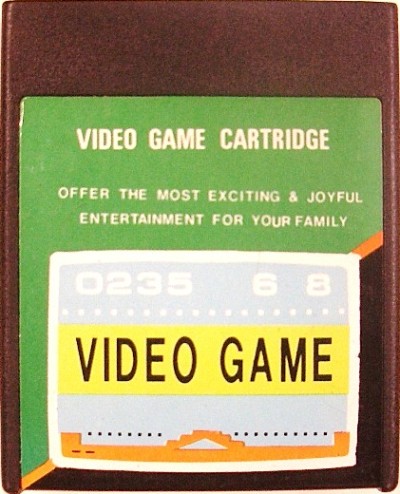 VIDEO GAME CARTRIDGE
OFFER THE MOST EXCITING & JOYFUL
ENTERTAINMENT FOR YOUR FAMILY
0235 6 8
VIDEO GAME